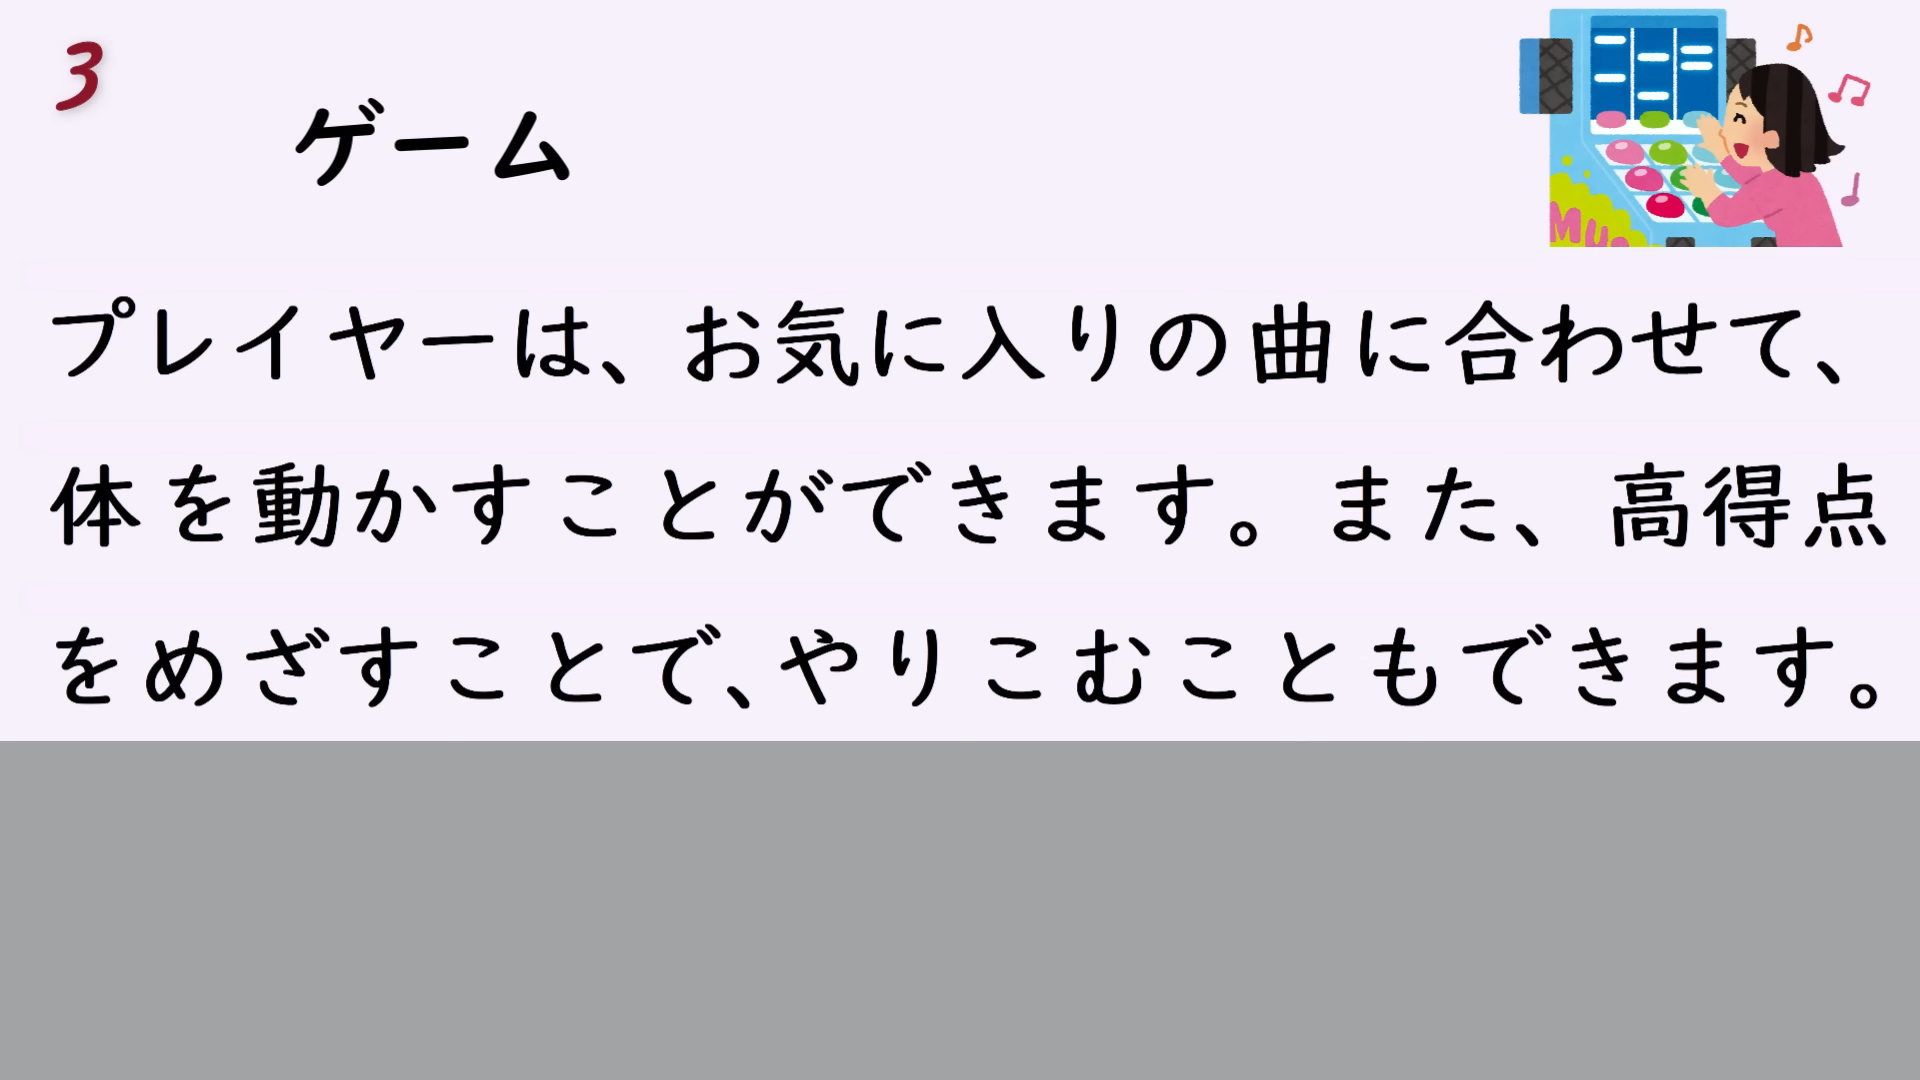 3
ゲーム
プレイヤーは、お気に入りの曲に合わせて、
体を動かすことができます。また、高得点
をめざすことで、やりこむこともできます。
Mus